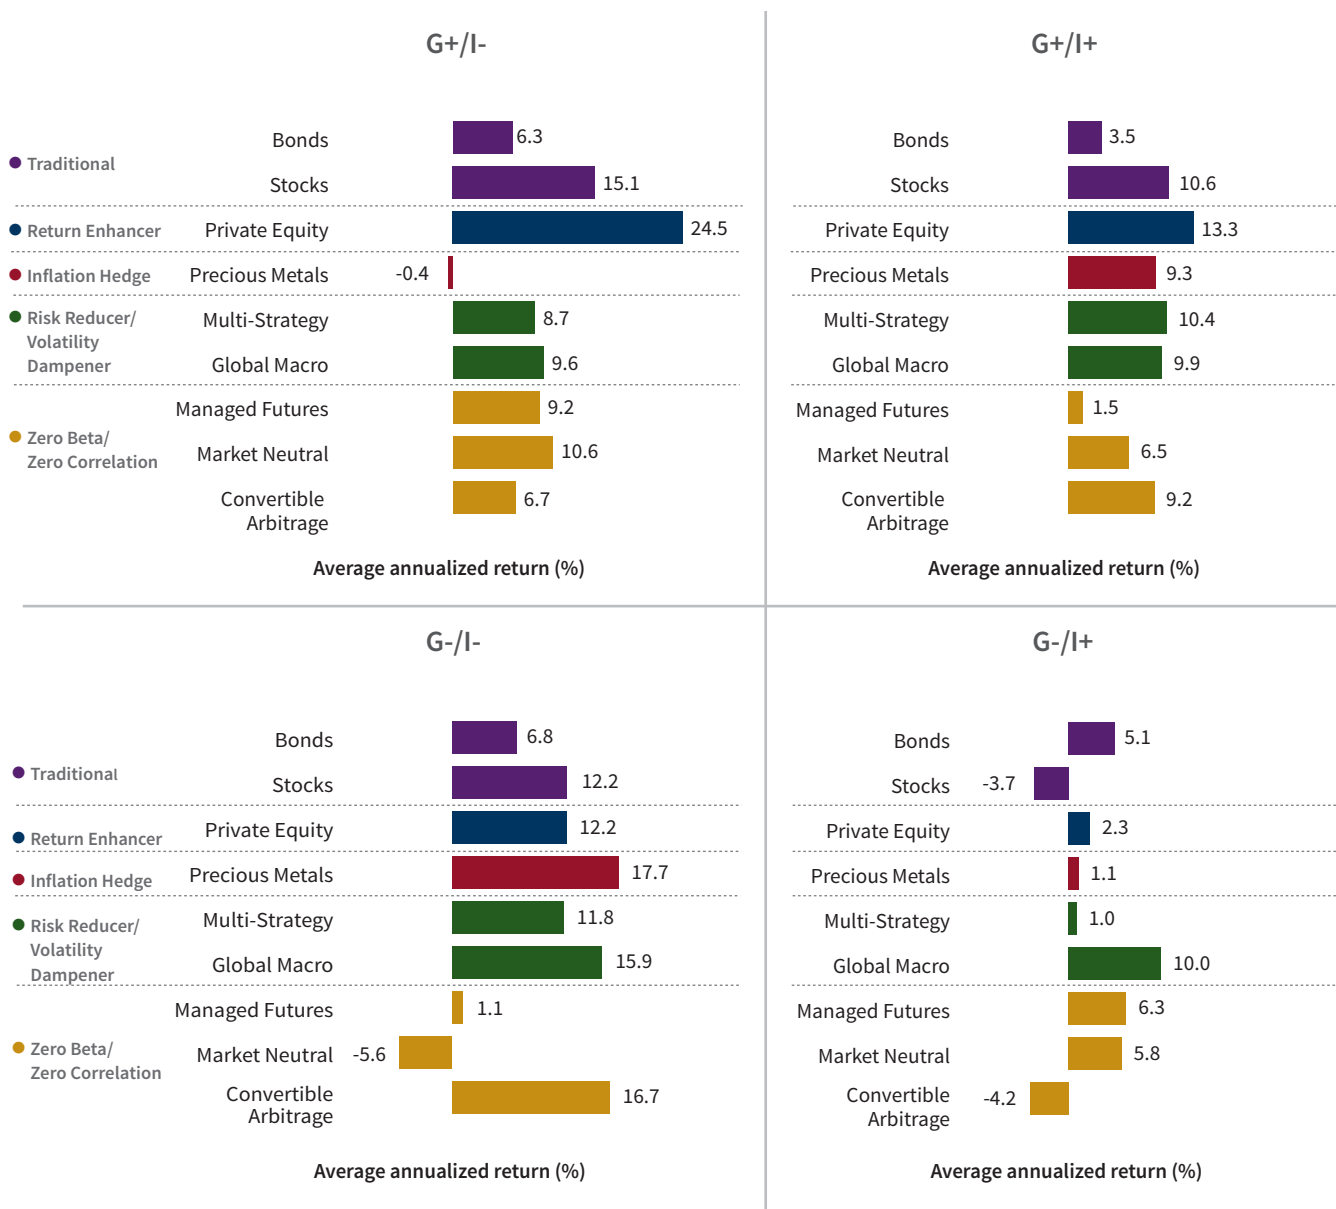 G+/I-
Bonds 6.3
Traditional
Stocks 15.1
Return Enhancer Private Equity 24.5
Inflation Hedge Precious Metals -0.4
Risk Reducer/
Volatility
Dampener
Multi-Strategy 8.7
Global Macro 9.6
Managed Futures 9.2
Zero Beta/
Zero Correlation
Market Neutral 10.6
Convertible
Arbitrage
6.7
Average annualized return (%)
G+/I+
Bonds 3.5
Stocks 10.6
Private Equity 13.3
Precious Metals 9.3
Multi-Strategy 10.4
Global Macro 9.9
Managed Futures 1.5
Market Neutral 6.5
Convertible
Arbitrage
9.2
Average annualized return (%)
G-/I-
Bonds 6.8
Traditional
Stocks 12.2
Return Enhancer Private Equity 12.2
Inflation Hedge Precious Metals 17.7
Risk Reducer/
Volatility
Dampener
Multi-Strategy 11.8
Global Macro 15.9
Managed Futures 1.1
Zero Beta/
Zero Correlation
Market Neutral -5.6
Convertible
Arbitrage
16.7
Average annualized return (%)
G-/I+
Bonds 5.1
Stocks -3.7
Private Equity 2.3
Precious Metals 1.1
Multi-Strategy 1.0
Global Macro 10.0
Managed Futures 6.3
Market Neutral 5.8
Convertible
Arbitrage
-4.2
Average annualized return (%)